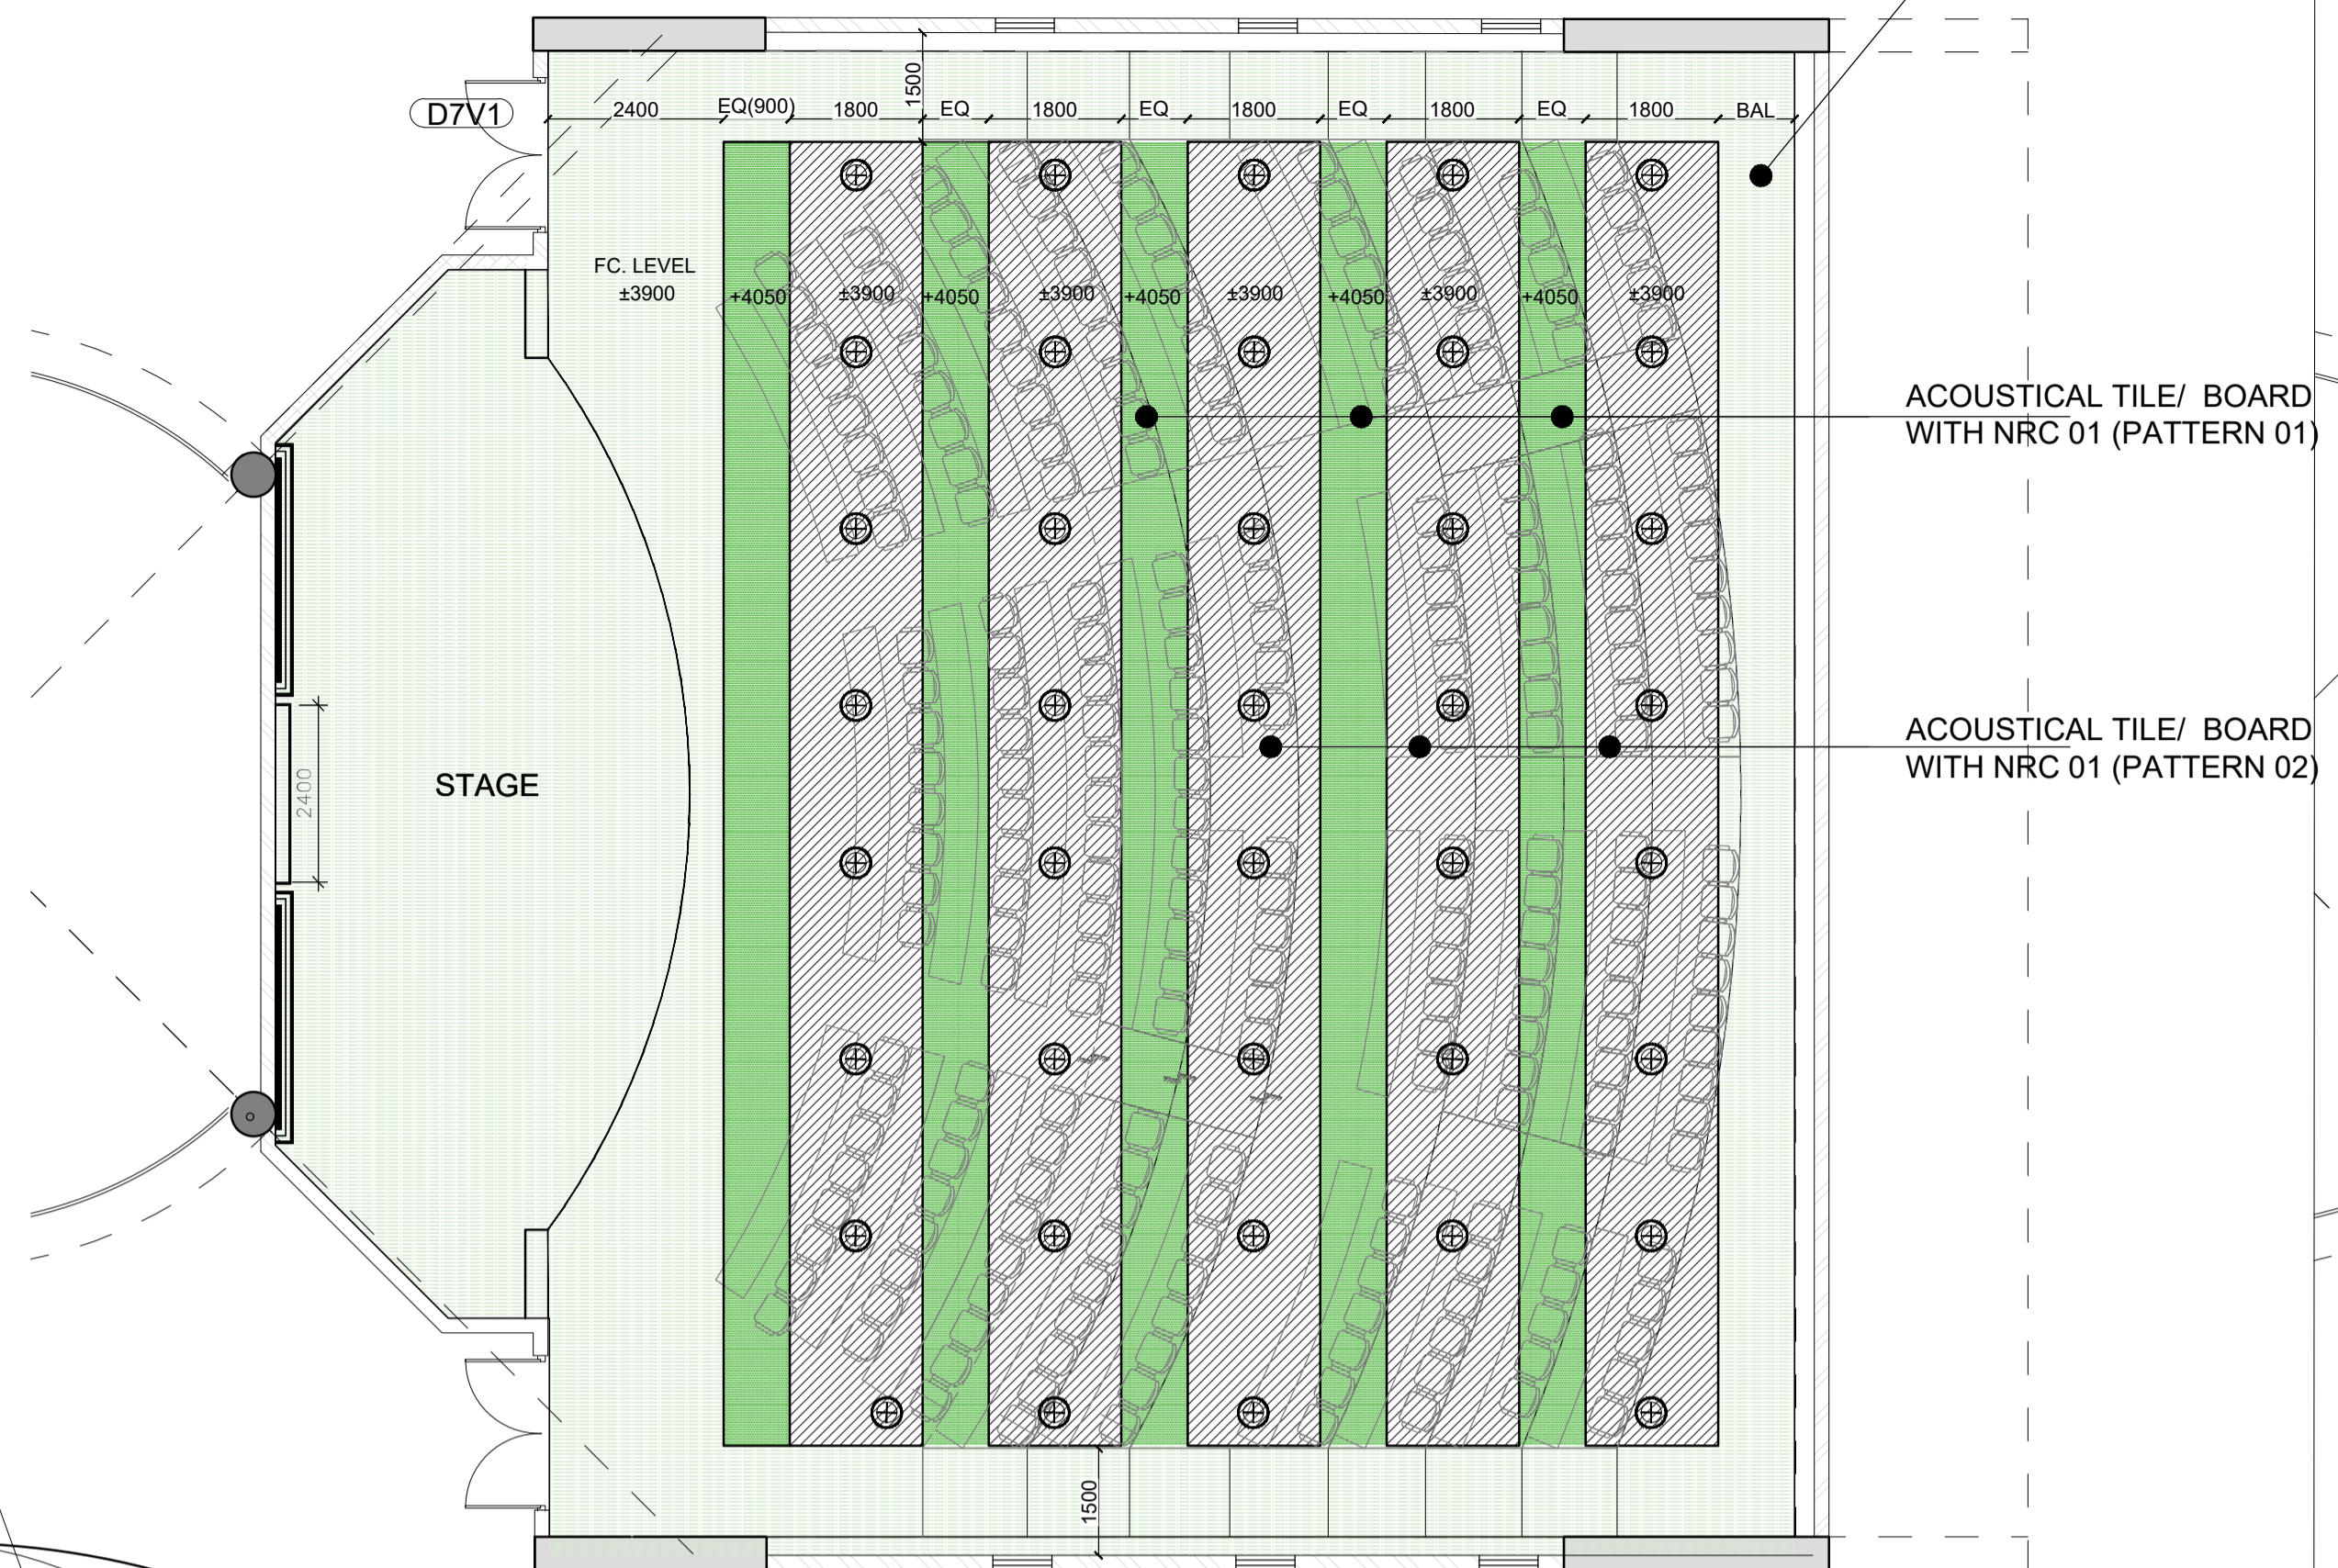 1500
D7V1
2400
EQ(900)
1800
EQ
1800
EQ
1800
EQ
1800
EQ
1800
BAL
FC. LEVEL
±3900
+4050
±3900
+4050
±3900
+4050
±3900
+4050
±3900
+4050
±3900
ACOUSTICAL TILE/ BOARD
WITH NRC 01 (PATTERN 01)
ACOUSTICAL TILE/ BOARD
WITH NRC 01 (PATTERN 02)
STAGE
2400
1500